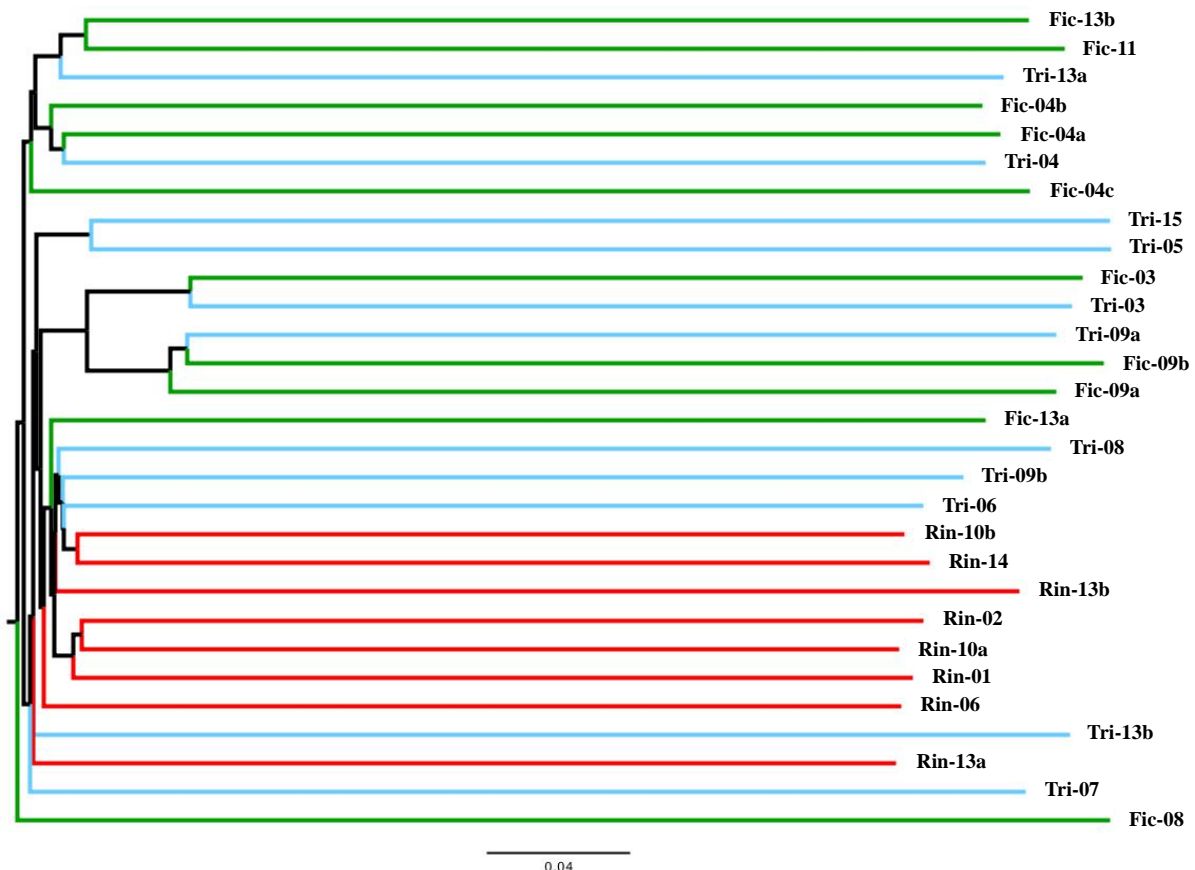 Fic-13b
Fic-11
Tri-13a
Fic-04b
Fic-04a
Tri-04
Fic-04c
Tri-15
Tri-05
Fic-03
Tri-03
Tri-09a
Fic-09b
Fic-09a
Fic-13a
Tri-08
Tri-09b
Tri-06
Rin-10b
Rin-14
Rin-13b
Rin-02
Rin-10a
Rin-01
Rin-06
Tri-13b
Rin-13a
Tri-07
Fic-08
0.04